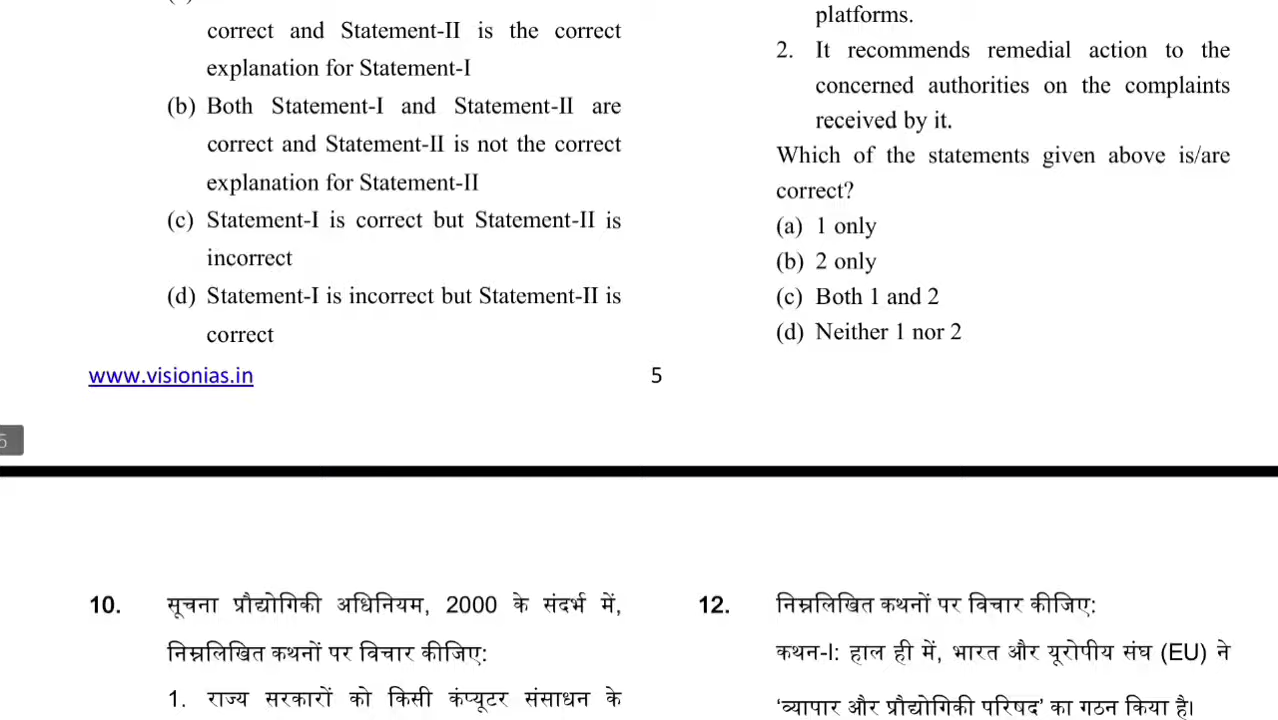 correct and Statement-II is the correct
explanation for Statement-I
(b) Both Statement-I and Statement-II are
correct and Statement-II is not the correct
explanation for Statement-II
(c) Statement-I is correct but Statement-II is
incorrect
(d) Statement-I is incorrect but Statement-II is
correct
platforms.
2. It recommends remedial action to the
concerned authorities on the complaints
received by it.
Which of the statements given above is/are
correct?
(a) 1 only
(b) 2 only
(c) Both 1 and 2
(d) Neither 1 nor 2
www.visionias.in
5
10. सूचना प्रौद्योगिकी अधिनियम, 2000 के संदर्भ में,
निम्नलिखित कथनों पर विचार कीजिए:
1. राज्य सरकारों को किसी कंप्यूटर संसाधन के
12. निम्नलिखित कथनों पर विचार कीजिए:
कथन-I: हाल ही में, भारत और यूरोपीय संघ (EU) ने
‘व्यापार और प्रौद्योगिकी परिषद’ का गठन किया है।